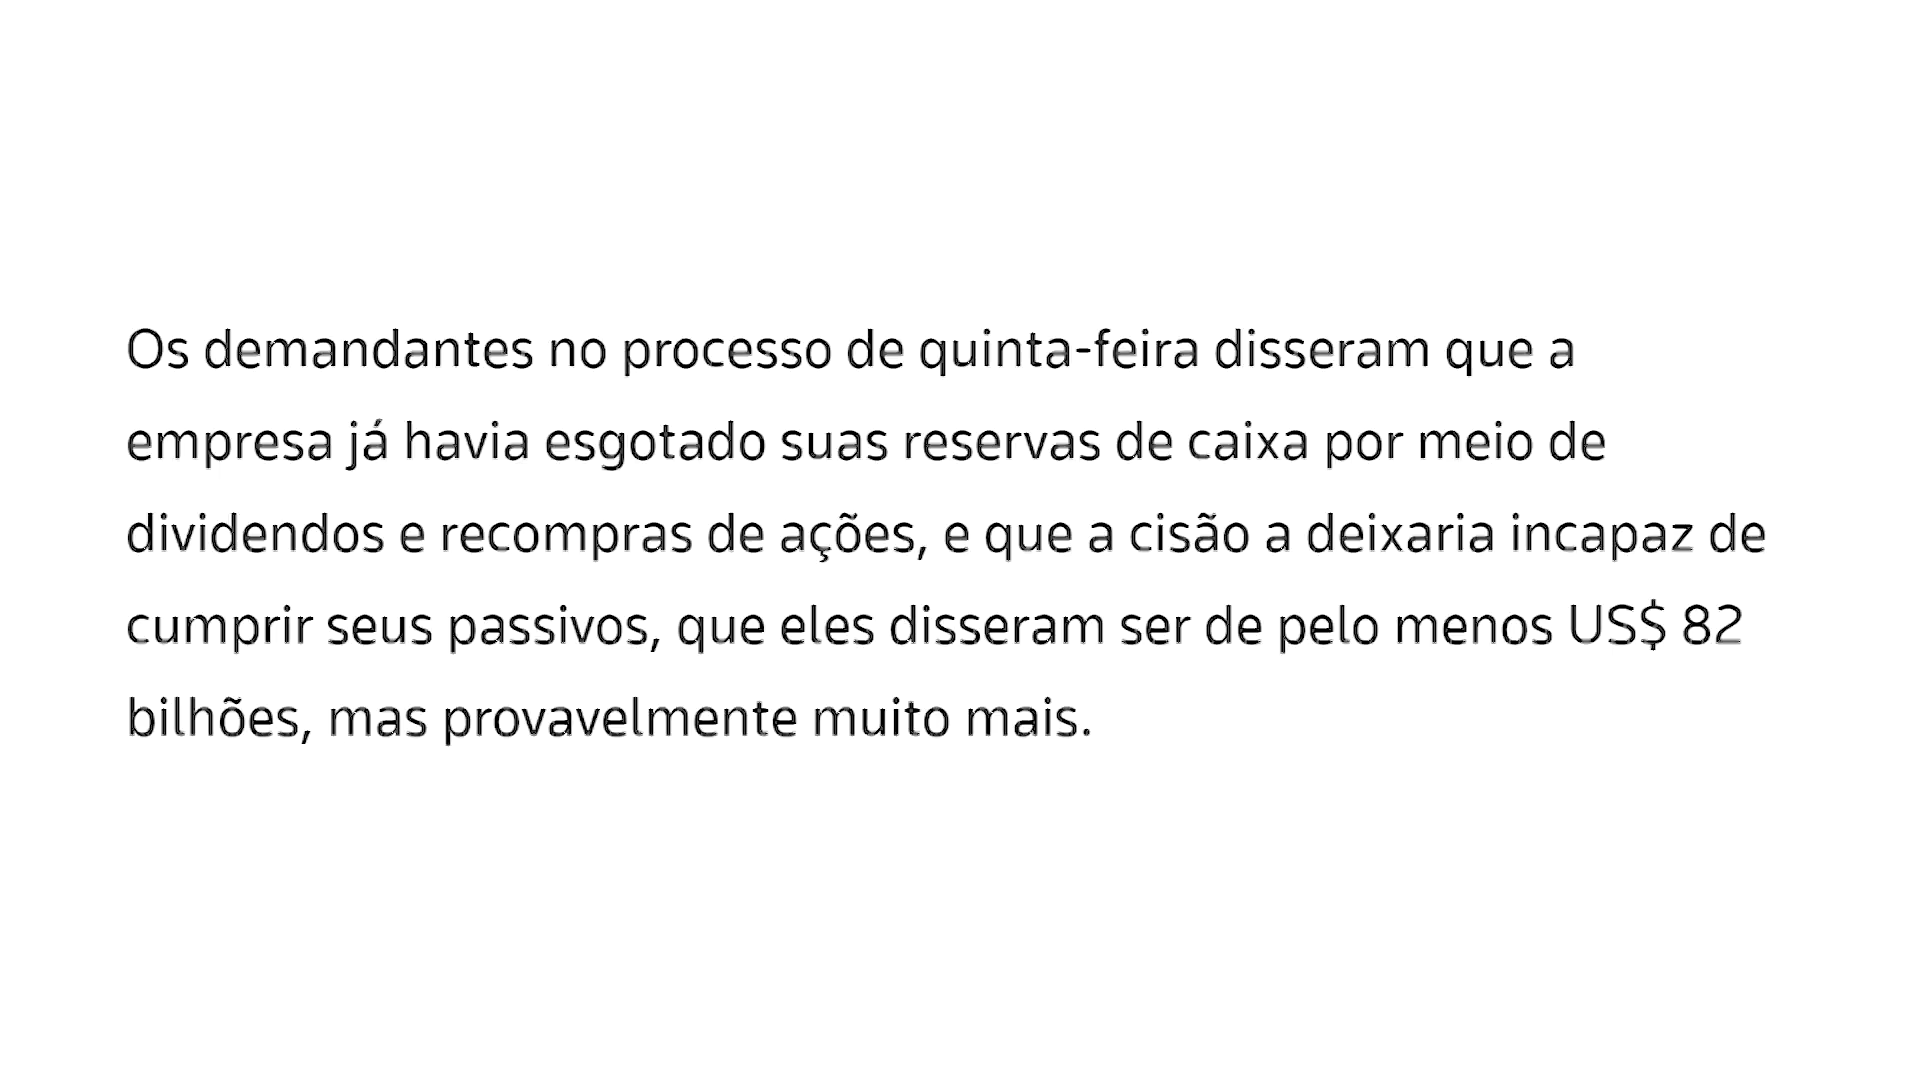 Os demandantes no processo de quinta-feira disseram que a
empresa já havia esgotado suas reservas de caixa por meio de
dividendos e recompras de ações, e que a cisão a deixaria incapaz de
cumprir seus passivos, que eles disseram ser de pelo menos US$ 82
bilhões, mas provavelmente muito mais.